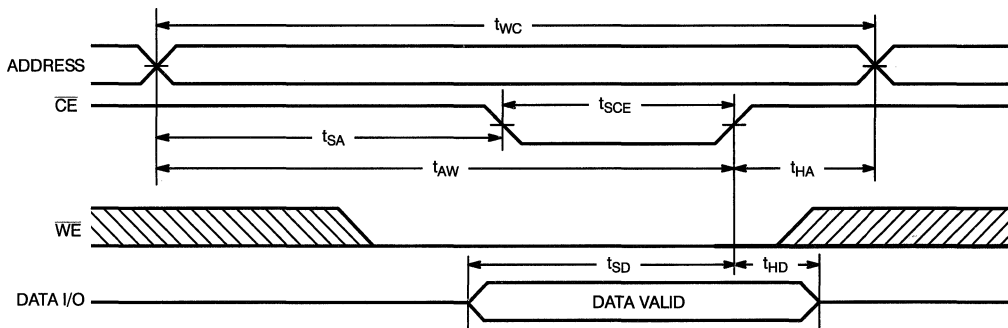 tWC
ADDRESS
CE
tSCE
tSA
tAW
tHA
WE
tSD
tHD
DATA I/O
DATA VALID